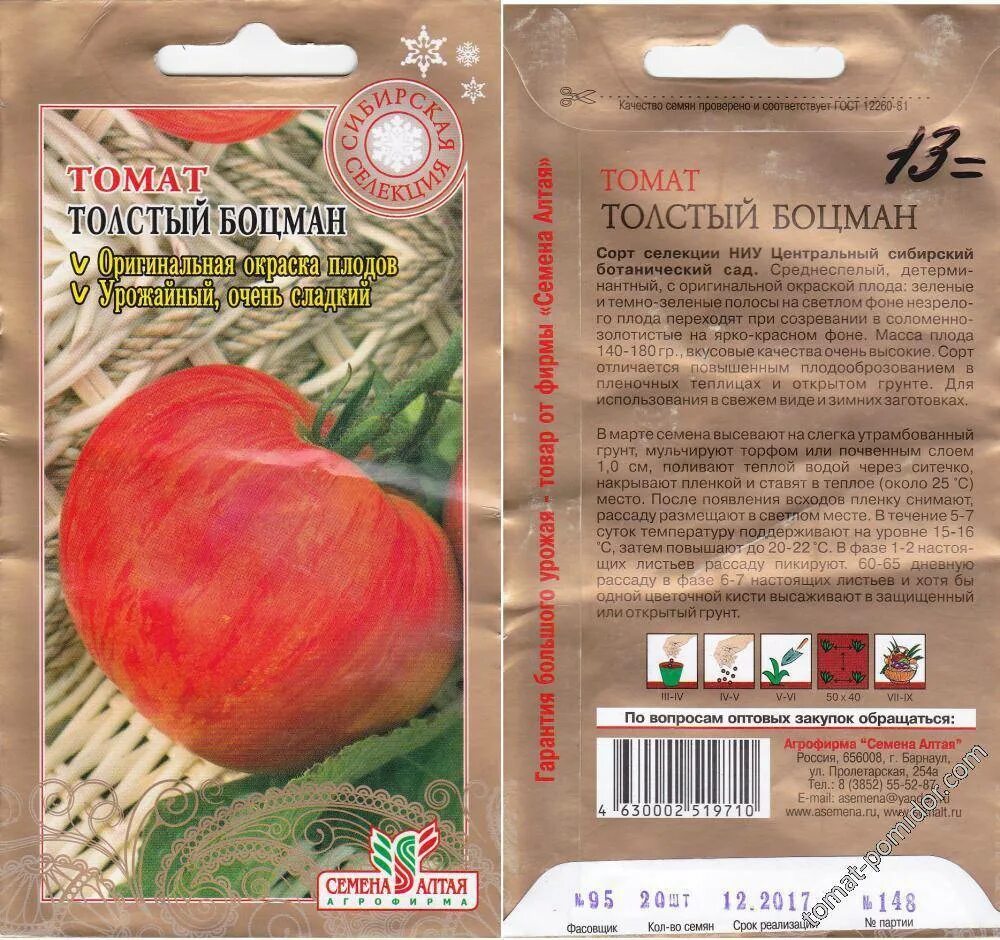 СИБИРСКАЯ
СЕЛЕКЦИЯ
ТОМАТ
ТОЛСТЫЙ БОЦМАН
V Оригинальная окраска плодов
V Урожайный, очень сладкий
СЕМЕНА АЛТАЯ
АГРОФИРМА
Качество семян проверено и соответствует ГОСТ 12260-81
13=
ТОМАТ
ТОЛСТЫЙ БОЦМАН
Сорт селекции НИУ Центральный сибирский
ботанический сад. Среднеспелый, детерми-
нантный, с оригинальной окраской плода: зеленые
и темно-зеленые полосы на светлом фоне незрело-
го плода переходят при созревании в соломенно-
золотистые на ярко-красном фоне. Масса плода
140-180 гр., вкусовые качества очень высокие. Сорт
отличается повышенным плодооброзованием в
пленочных теплицах и открытом грунте. Для
использования в свежем виде и зимних заготовках.
В марте семена высевают на слегка утрамбованный
грунт, мульчируют торфом или почвенным слоем
1,0 см, поливают теплой водой через ситечко,
накрывают пленкой и ставят в теплое (около 25 °С)
место. После появления всходов пленку снимают,
рассаду размещают в светлом месте. В течение 5-7
суток температуру поддерживают на уровне 15-16
°С, затем повышают до 20-22 °С. В фазе 1-2 настоя-
щих листьев рассаду пикируют. 60-65 дневную
рассаду в фазе 6-7 настоящих листьев и хотя бы
одной цветочной кисти высаживают в защищенный
или открытый грунт.
III-IV IV-V V-VI 50 x 40 VII-IX
Гарантия большого урожая - товар от фирмы «Семена Алтая»
По вопросам оптовых закупок обращаться:
Агрофирма "Семена Алтая"
Россия, 656008, г. Барнаул,
ул. Пролетарская, 254а
Тел.: 8 (3852) 55-52-87
E-mail: asemena@yandex.ru
www.asemena.ru,
4 630002 519710
tomat-pomidor.com
№95 20шт 12.2017 №148
Фасовщик Кол-во семян Срок реализации № партии